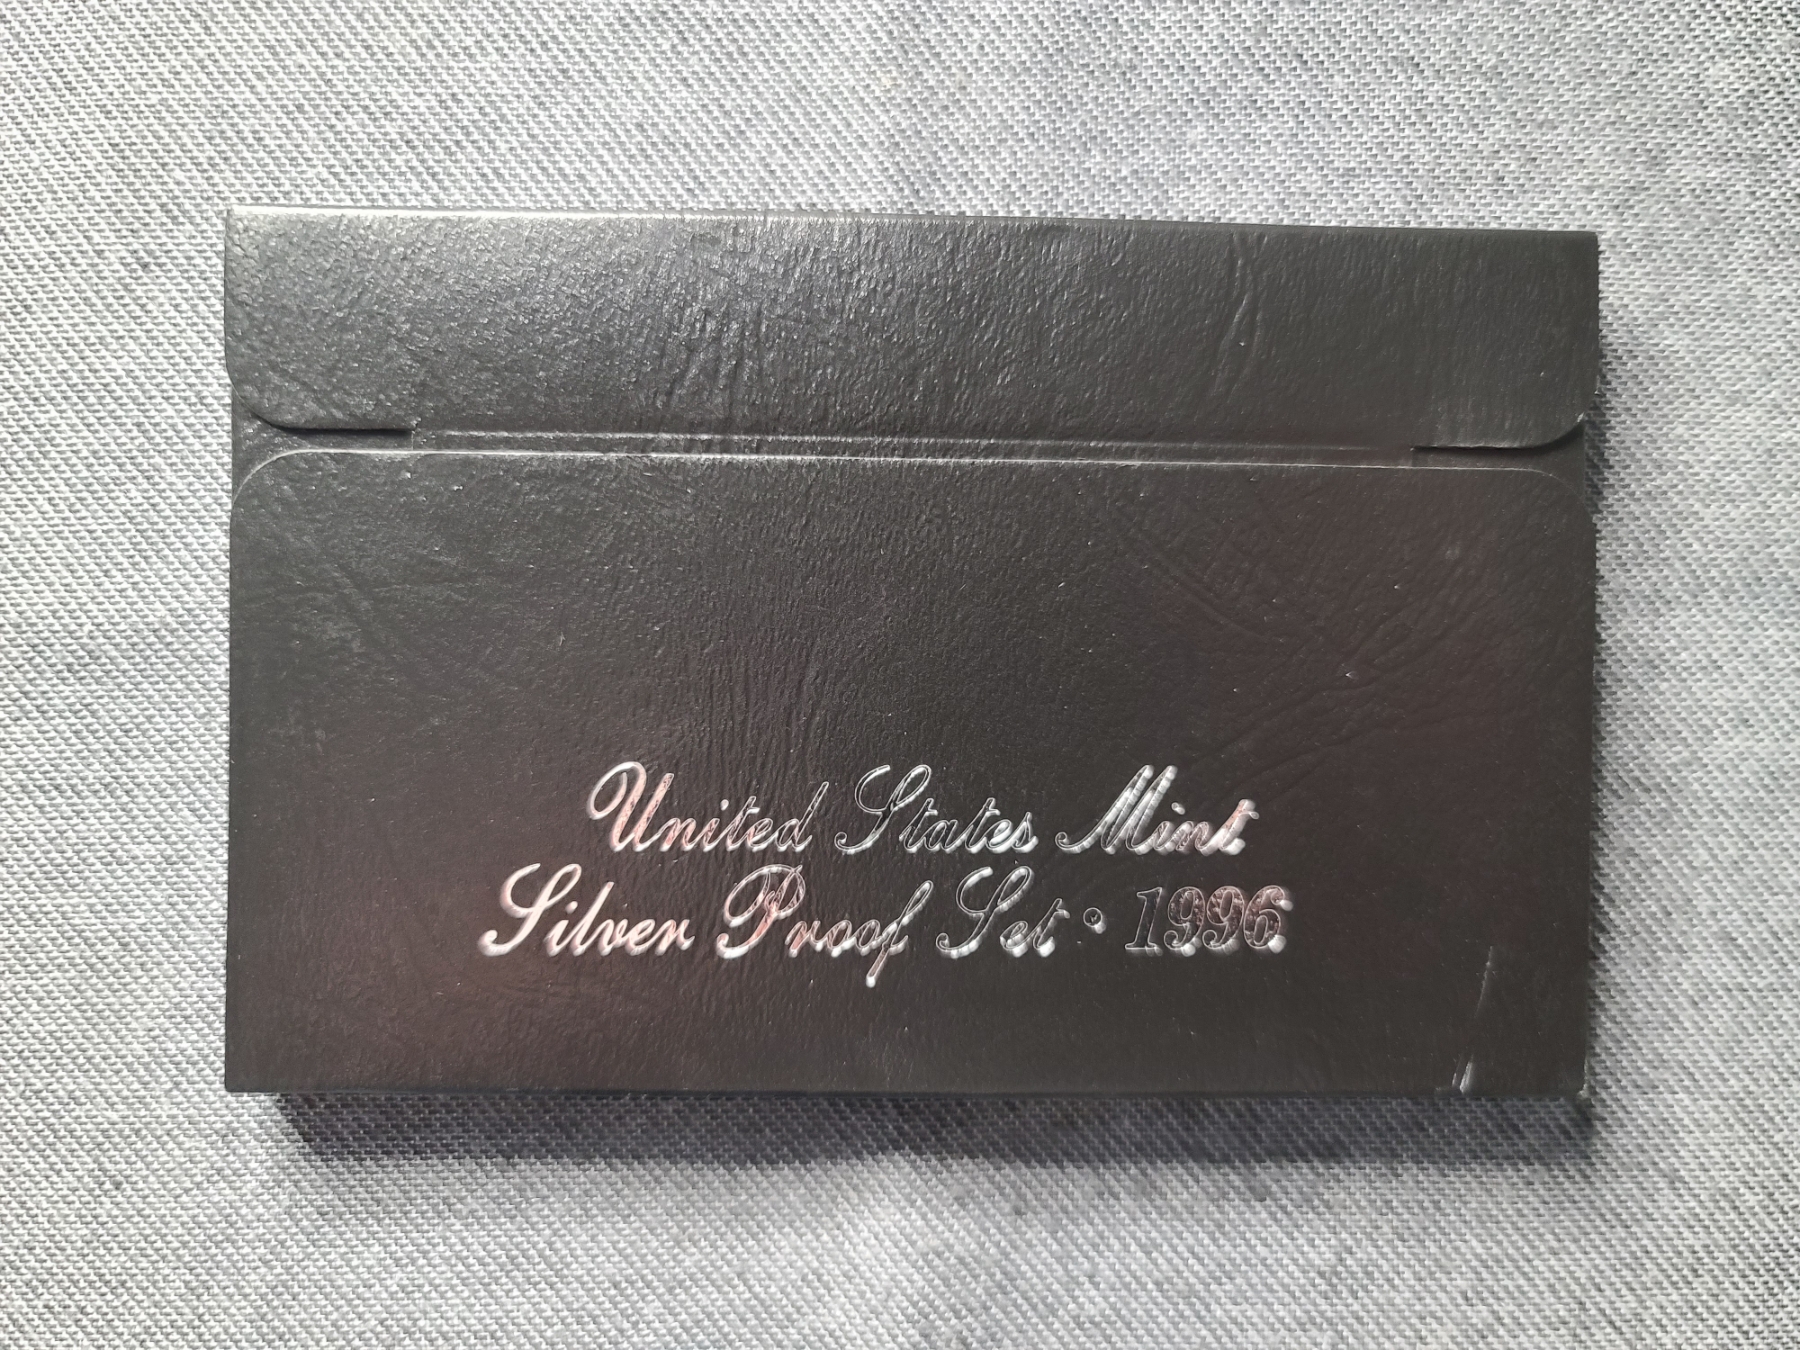 United States Mint
Silver Proof Set • 1996